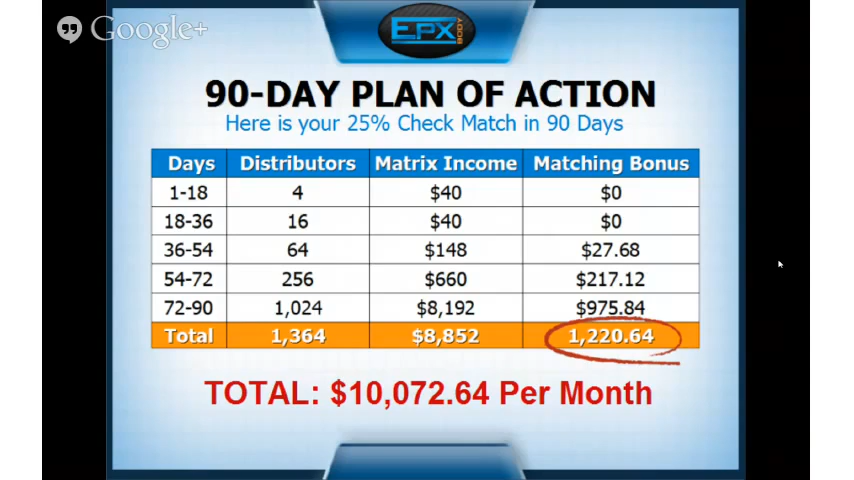 Google+
EPX BODY
90-DAY PLAN OF ACTION
Here is your 25% Check Match in 90 Days
Days Distributors Matrix Income Matching Bonus
1-18 4 $40 $0
18-36 16 $40 $0
36-54 64 $148 $27.68
54-72 256 $660 $217.12
72-90 1,024 $8,192 $975.84
Total 1,364 $8,852 1,220.64
TOTAL: $10,072.64 Per Month